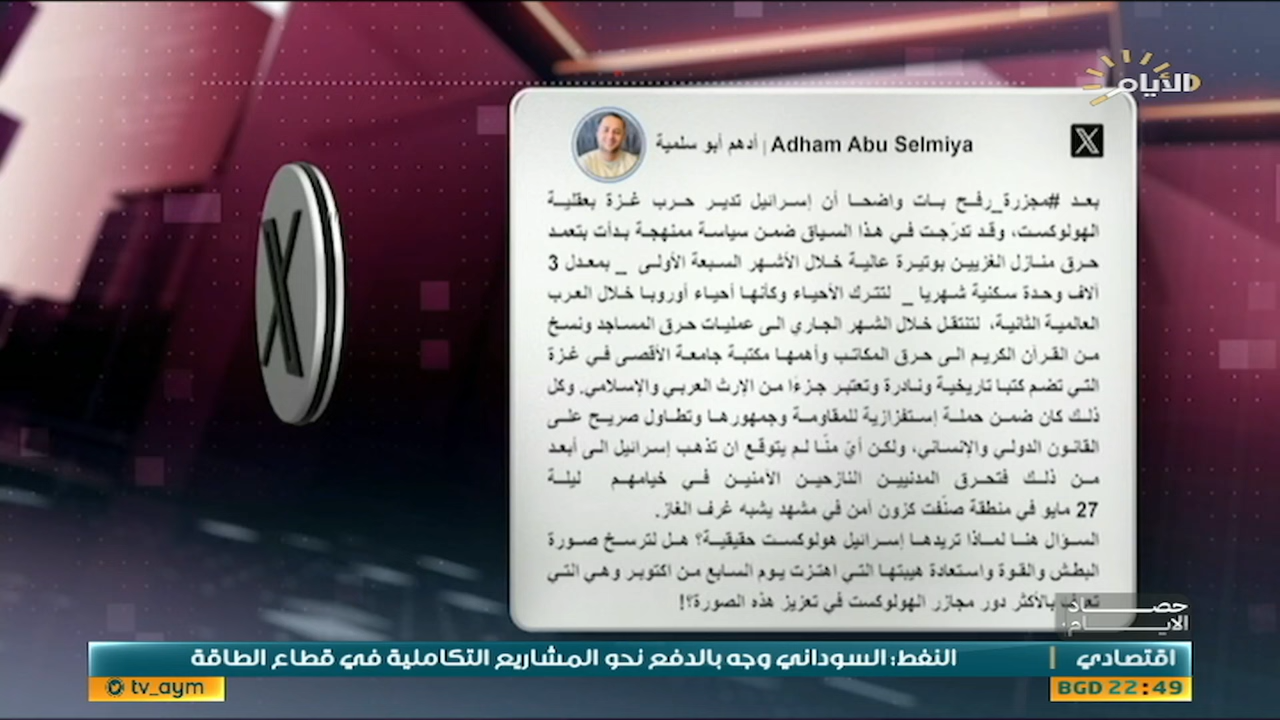 الأيام
Adham Abu Selmiya | أدهم أبو سلمية
بعد #مجزرة_رفح بات واضحا أن إسرائيل تدير حرب غزة بعقلية
الهولوكست، وقد تدرّجت في هذا السياق ضمن سياسة ممنهجة بدأت بتعمد
حرق منازل الغزيين بوتيرة عالية خلال الأشهر السبعة الأولى _ بمعدل 3
آلاف وحدة سكنية شهريا _ لتترك الأحياء وكأنها أحياء أوروبا خلال العرب
العالمية الثانية، لتنتقل خلال الشهر الجاري الى عمليات حرق المساجد ونسخ
من القرآن الكريم الى حرق المكاتب وأهمها مكتبة جامعة الأقصى في غزة
التي تضم كتبا تاريخية ونادرة وتعتبر جزءًا من الإرث العربي والإسلامي. وكل
ذلك كان ضمن حملة إستفزازية للمقاومة وجمهورها وتطاول صريح على
القانون الدولي والإنساني، ولكن أيّ منّا لم يتوقع ان تذهب إسرائيل الى أبعد
من ذلك فتحرق المدنيين النازحين الآمنين في خيامهم ليلة
27 مايو في منطقة صنّفت كزون أمن في مشهد يشبه غرف الغاز.
السؤال هنا لماذا تريدها إسرائيل هولوكست حقيقية؟ هل لترسخ صورة
البطش والقوة واستعادة هيبتها التي اهتزت يوم السابع من اكتوبر وهي التي
تعرف بالأكثر دور مجازر الهولوكست في تعزيز هذه الصورة؟!
حصاد
الايام
اقتصادي | النفط: السوداني وجه بالدفع نحو المشاريع التكاملية في قطاع الطاقة
BGD 22:49
tv_aym